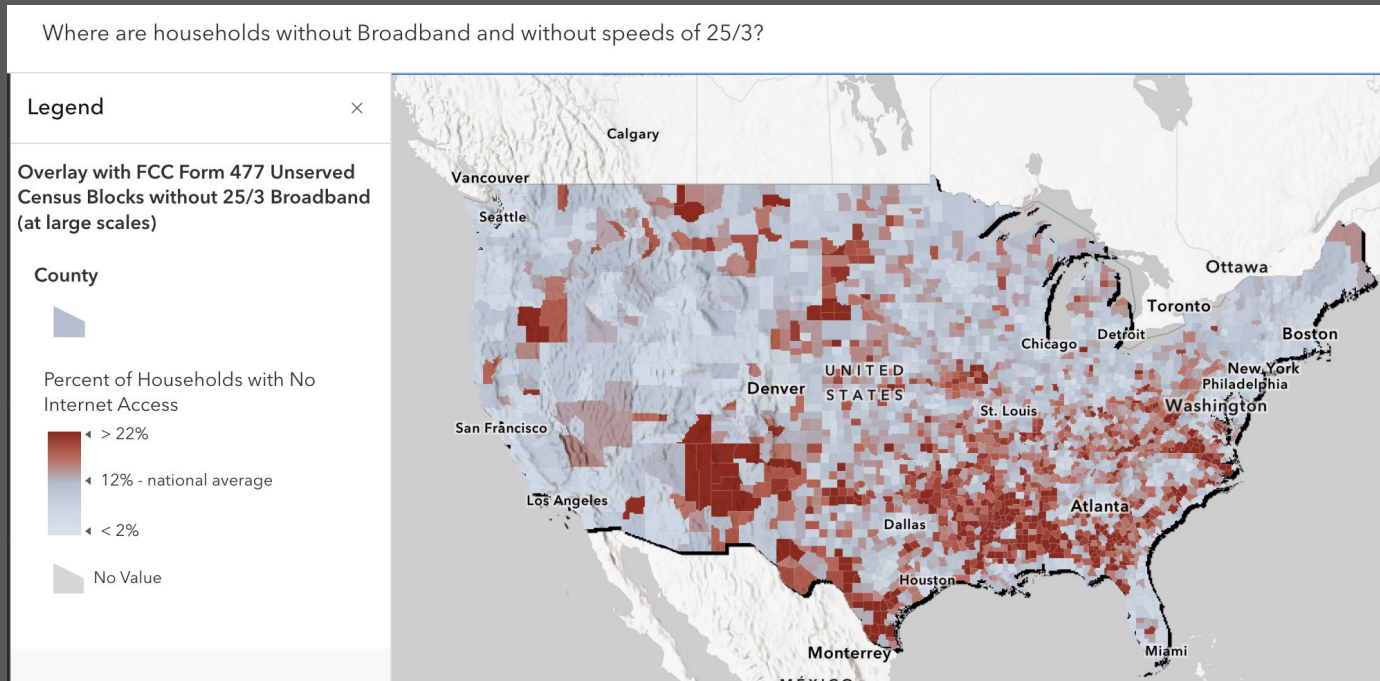 Where are households without Broadband and without speeds of 25/3?
Legend
Overlay with FCC Form 477 Unserved
Census Blocks without 25/3 Broadband
(at large scales)
County
Percent of Households with No
Internet Access
> 22%
12% - national average
< 2%
No Value
Calgary
Vancouver
Seattle
Ottawa
Toronto
Detroit
Boston
Chicago
UNITED
STATES
New York
Philadelphia
Denver
Washington
St. Louis
San Francisco
Los Angeles
Atlanta
Dallas
Houston
Monterrey
Miami
MÉXICO